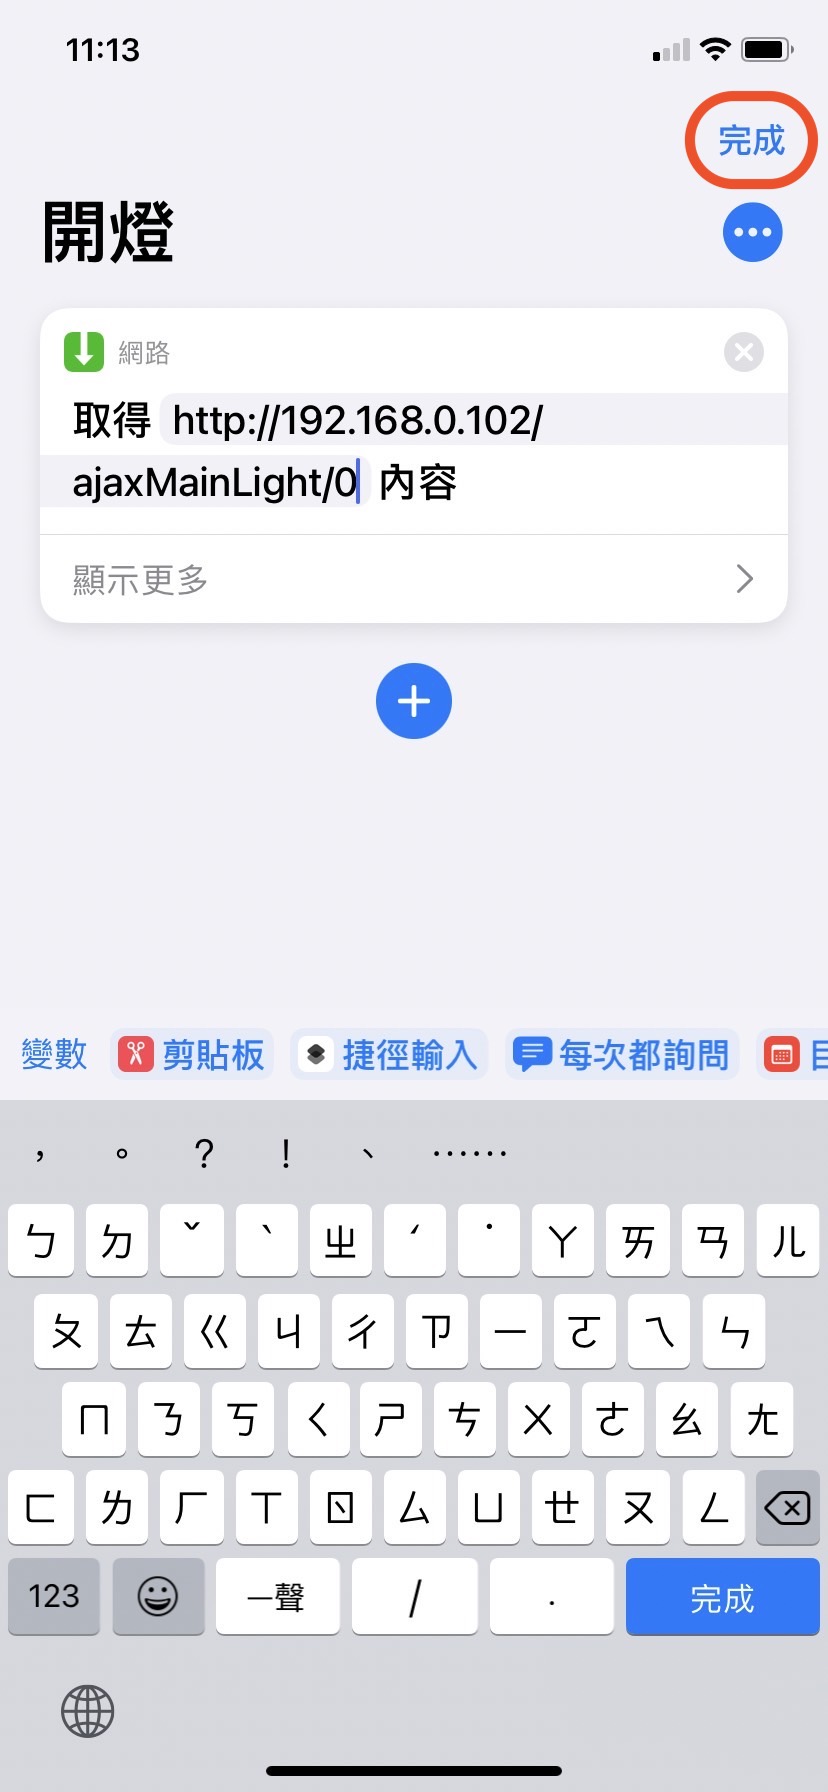 11:13
完成
開燈
網路
取得 http://192.168.0.102/
ajaxMainLight/0 內容
顯示更多
變數 剪貼板 捷徑輸入 每次都詢問
， 。 ? ! 、 ⋯⋯
ㄅ ㄉ ˇ ˋ ㄓ ˊ ˙ ㄚ ㄞ ㄢ ㄦ
ㄆ ㄊ ㄍ ㄐ ㄔ ㄗ ㄧ ㄛ ㄟ ㄣ
ㄇ ㄋ ㄎ ㄑ ㄕ ㄘ ㄨ ㄜ ㄠ ㄤ
ㄈ ㄌ ㄏ ㄒ ㄖ ㄙ ㄩ ㄝ ㄡ ㄥ
123 一聲 / . 完成